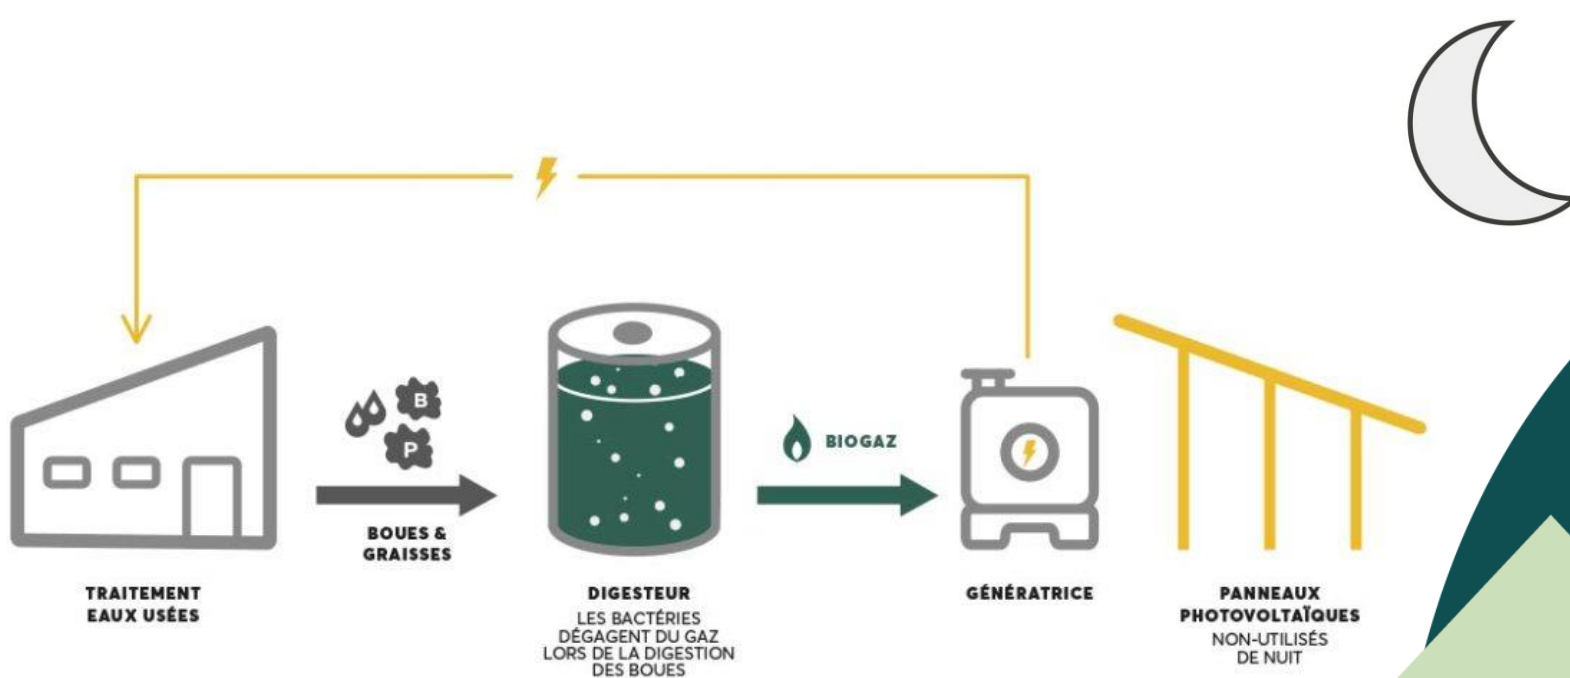 B
P
BOUES &
GRAISSES
BIOGAZ
TRAITEMENT
EAUX USÉES
DIGESTEUR
LES BACTÉRIES
DÉGAGENT DU GAZ
LORS DE LA DIGESTION
DES BOUES
GÉNÉRATRICE
PANNEAUX
PHOTOVOLTAÏQUES
NON-UTILISÉS
DE NUIT